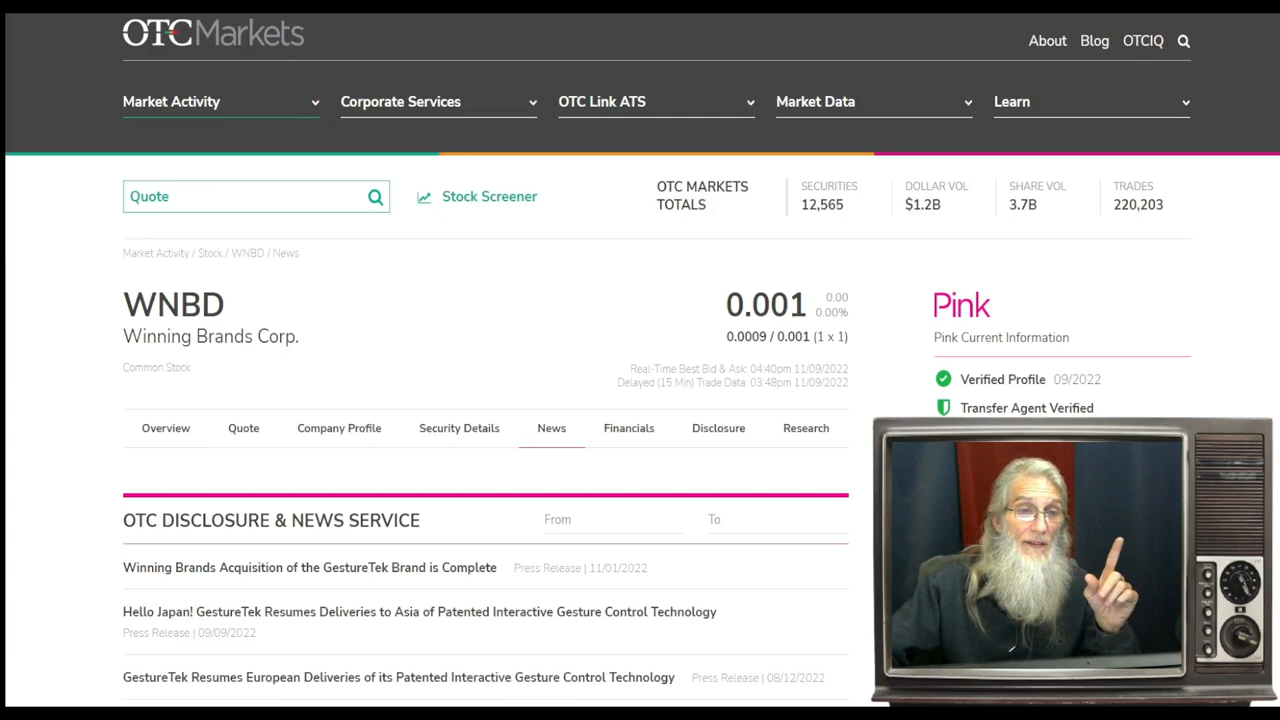 OTCMarkets
About Blog OTCIQ
Market Activity Corporate Services OTC Link ATS Market Data Learn
Quote
Stock Screener
OTC MARKETS
TOTALS
SECURITIES
12,565
DOLLAR VOL
$1.2B
SHARE VOL
3.7B
TRADES
220,203
Market Activity / Stock / WNBD / News
WNBD
Winning Brands Corp.
Common Stock
0.001
0.00
0.00%
0.0009 / 0.001 (1 x 1)
Real-Time Best Bid & Ask: 04:40pm 11/09/2022
Delayed (15 Min) Trade Data: 03:48pm 11/09/2022
Pink
Pink Current Information
Verified Profile 09/2022
Transfer Agent Verified
Overview Quote Company Profile Security Details News Financials Disclosure Research
OTC DISCLOSURE & NEWS SERVICE From To
Winning Brands Acquisition of the GestureTek Brand is Complete Press Release | 11/01/2022
Hello Japan! GestureTek Resumes Deliveries to Asia of Patented Interactive Gesture Control Technology
Press Release | 09/09/2022
GestureTek Resumes European Deliveries of its Patented Interactive Gesture Control Technology Press Release | 08/12/2022